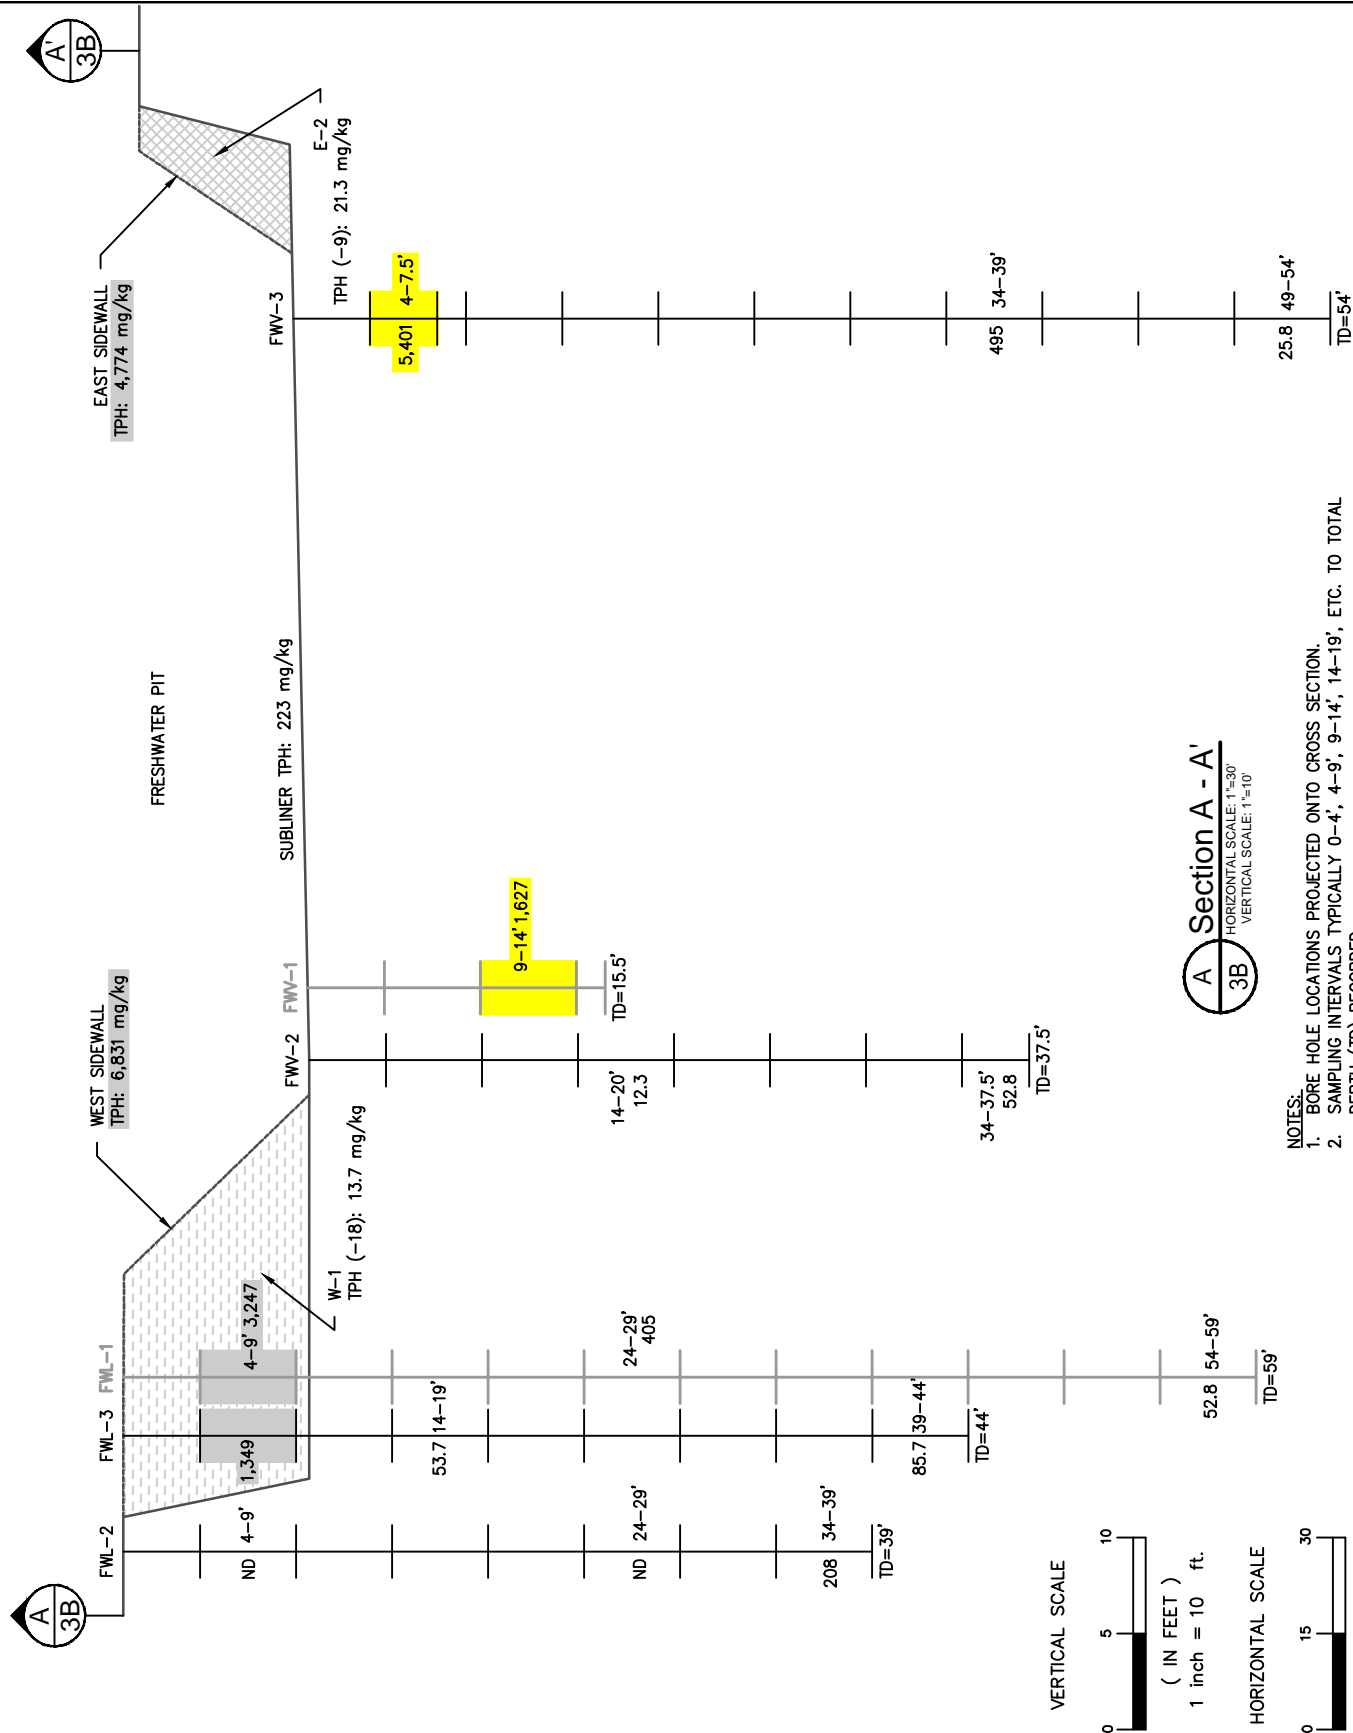 A
3B
A'
3B
WEST SIDEWALL
TPH: 6,831 mg/kg
FRESHWATER PIT
EAST SIDEWALL
TPH: 4,774 mg/kg
FWL-2
FWL-3
FWL-1
FWV-2
FWV-1
SUBLINER TPH: 223 mg/kg
FWV-3
E-2
TPH (-9): 21.3 mg/kg
W-1
TPH (-18): 13.7 mg/kg
ND 4-9'
ND 24-29'
208 34-39'
TD=39'
1,349
53.7 14-19'
85.7 39-44'
TD=44'
4-9' 3,247
24-29'
405
52.8 54-59'
TD=59'
14-20'
12.3
34-37.5'
52.8
TD=37.5'
9-14' 1,627
TD=15.5'
5,401 4-7.5'
495 34-39'
25.8 49-54'
TD=54'
VERTICAL SCALE
0 5 10
( IN FEET )
1 inch = 10 ft.
HORIZONTAL SCALE
0 15 30
A
3B
Section A - A'
HORIZONTAL SCALE: 1"=30'
VERTICAL SCALE: 1"=10'
NOTES:
1. BORE HOLE LOCATIONS PROJECTED ONTO CROSS SECTION.
2. SAMPLING INTERVALS TYPICALLY 0-4', 4-9', 9-14', 14-19', ETC. TO TOTAL
DEPTH (TD) RECORDED